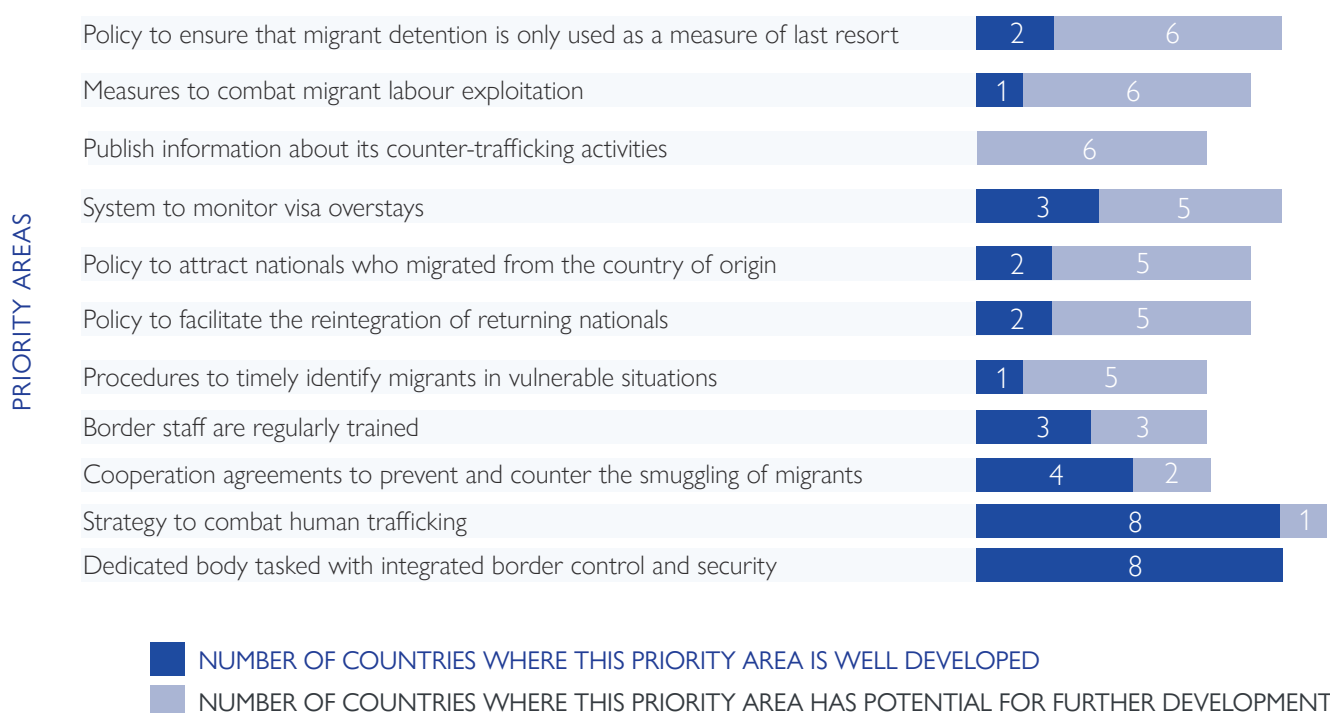 PRIORITY AREAS
Policy to ensure that migrant detention is only used as a measure of last resort 2 6
Measures to combat migrant labour exploitation 1 6
Publish information about its counter-trafficking activities 6
System to monitor visa overstays 3 5
Policy to attract nationals who migrated from the country of origin 2 5
Policy to facilitate the reintegration of returning nationals 2 5
Procedures to timely identify migrants in vulnerable situations 1 5
Border staff are regularly trained 3 3
Cooperation agreements to prevent and counter the smuggling of migrants 4 2
Strategy to combat human trafficking 8 1
Dedicated body tasked with integrated border control and security 8
NUMBER OF COUNTRIES WHERE THIS PRIORITY AREA IS WELL DEVELOPED
NUMBER OF COUNTRIES WHERE THIS PRIORITY AREA HAS POTENTIAL FOR FURTHER DEVELOPMENT